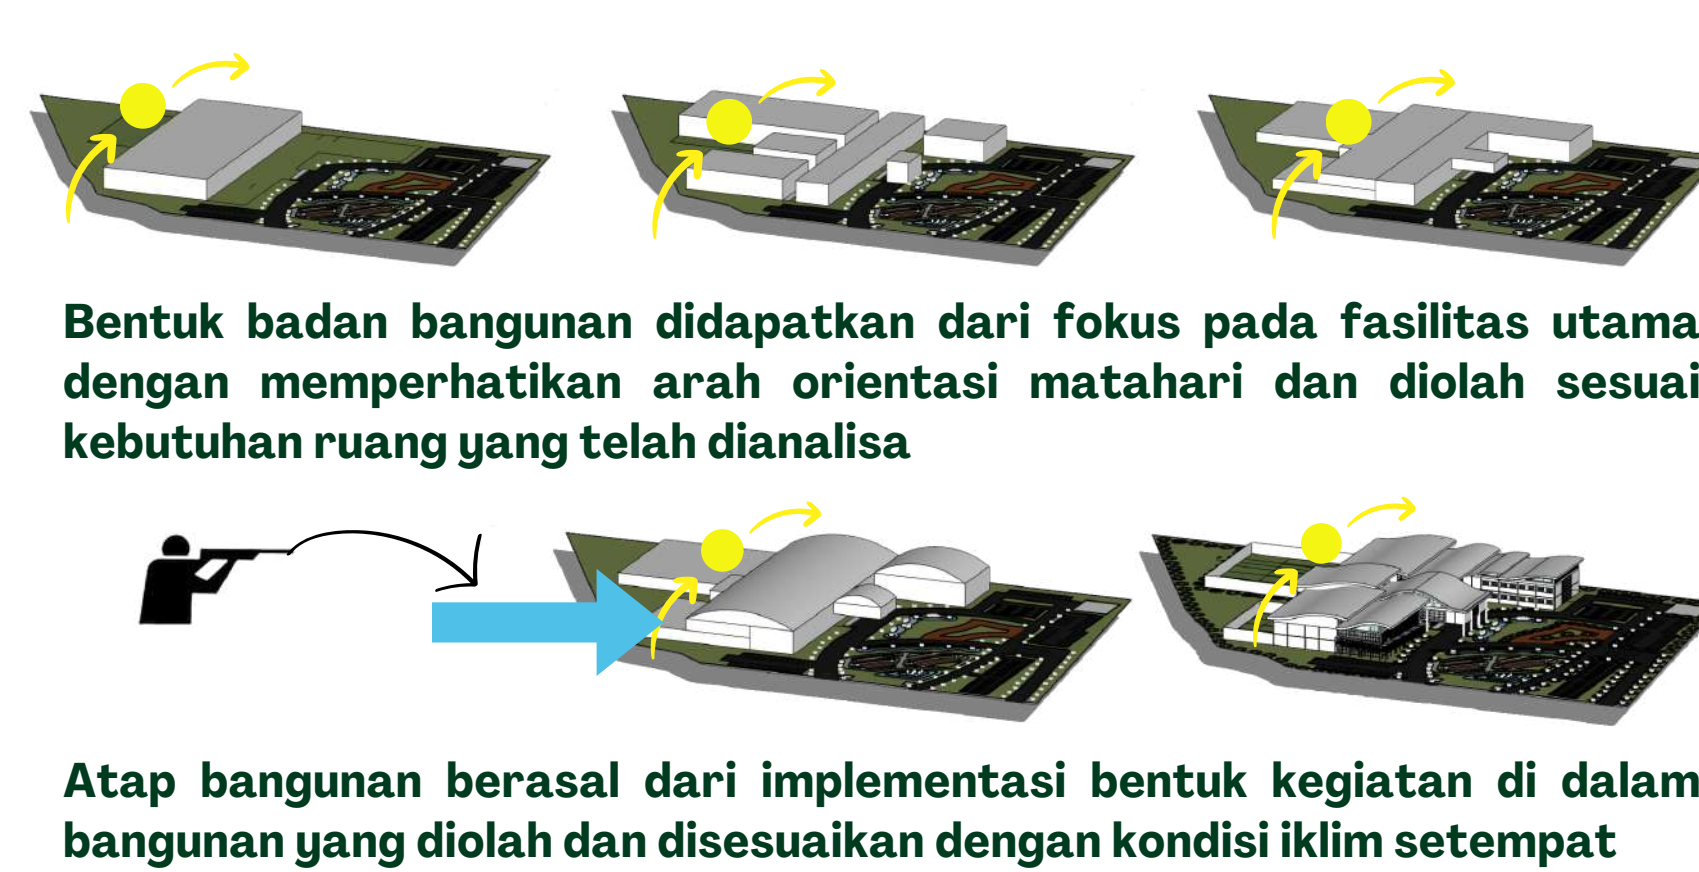 Bentuk badan bangunan didapatkan dari fokus pada fasilitas utama
dengan memperhatikan arah orientasi matahari dan diolah sesuai
kebutuhan ruang yang telah dianalisa
Atap bangunan berasal dari implementasi bentuk kegiatan di dalam
bangunan yang diolah dan disesuaikan dengan kondisi iklim setempat